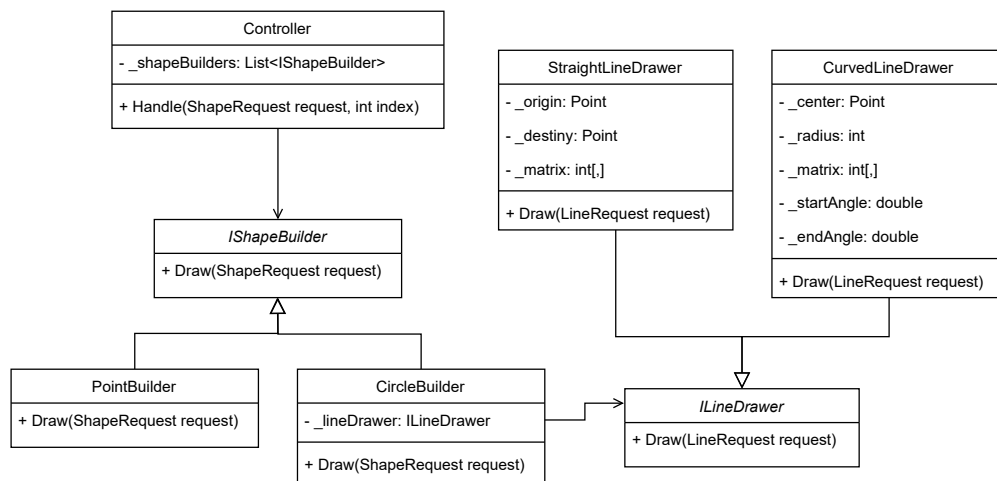 Controller
- _shapeBuilders: List<IShapeBuilder>
+ Handle(ShapeRequest request, int index)
StraightLineDrawer
- _origin: Point
- _destiny: Point
- _matrix: int[,]
+ Draw(LineRequest request)
CurvedLineDrawer
- _center: Point
- _radius: int
- _matrix: int[,]
- _startAngle: double
- _endAngle: double
+ Draw(LineRequest request)
IShapeBuilder
+ Draw(ShapeRequest request)
PointBuilder
+ Draw(ShapeRequest request)
CircleBuilder
- _lineDrawer: ILineDrawer
+ Draw(ShapeRequest request)
ILineDrawer
+ Draw(LineRequest request)